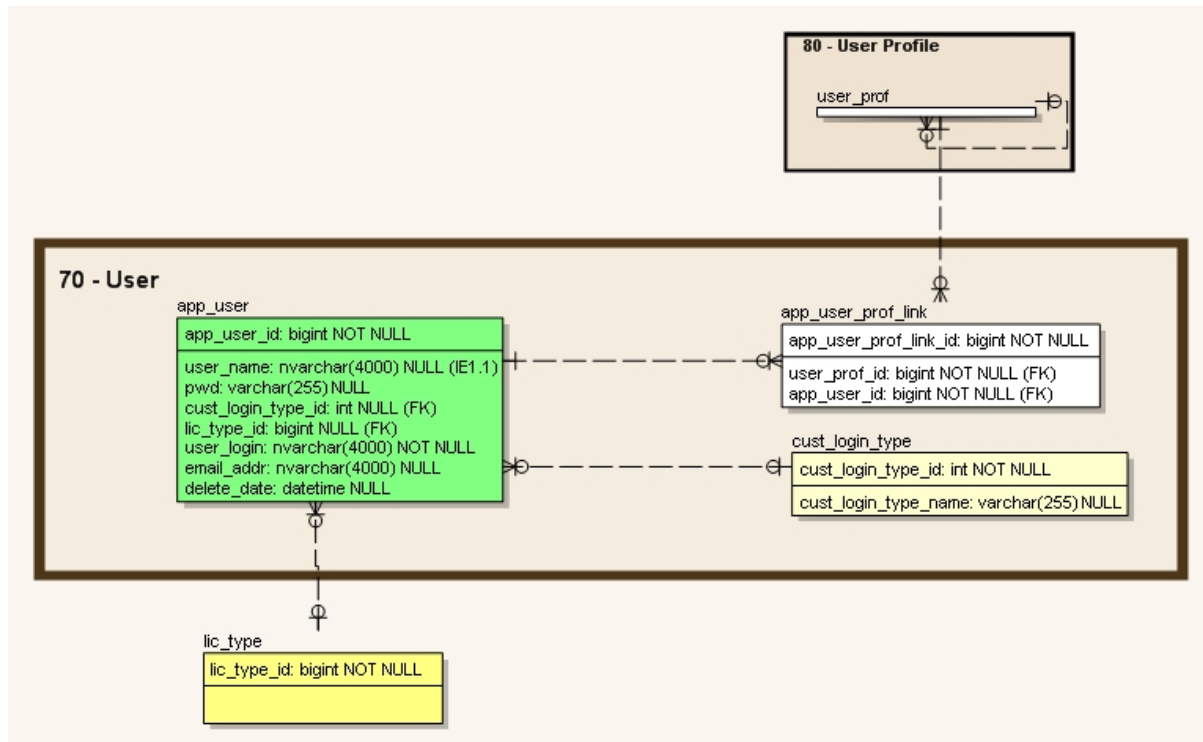 80 - User Profile
user_prof
70 - User
app_user
app_user_id: bigint NOT NULL
user_name: nvarchar(4000) NULL (IE1.1)
pwd: varchar(255) NULL
cust_login_type_id: int NULL (FK)
lic_type_id: bigint NULL (FK)
user_login: nvarchar(4000) NOT NULL
email_addr: nvarchar(4000) NULL
delete_date: datetime NULL
app_user_prof_link
app_user_prof_link_id: bigint NOT NULL
user_prof_id: bigint NOT NULL (FK)
app_user_id: bigint NOT NULL (FK)
cust_login_type
cust_login_type_id: int NOT NULL
cust_login_type_name: varchar(255) NULL
lic_type
lic_type_id: bigint NOT NULL